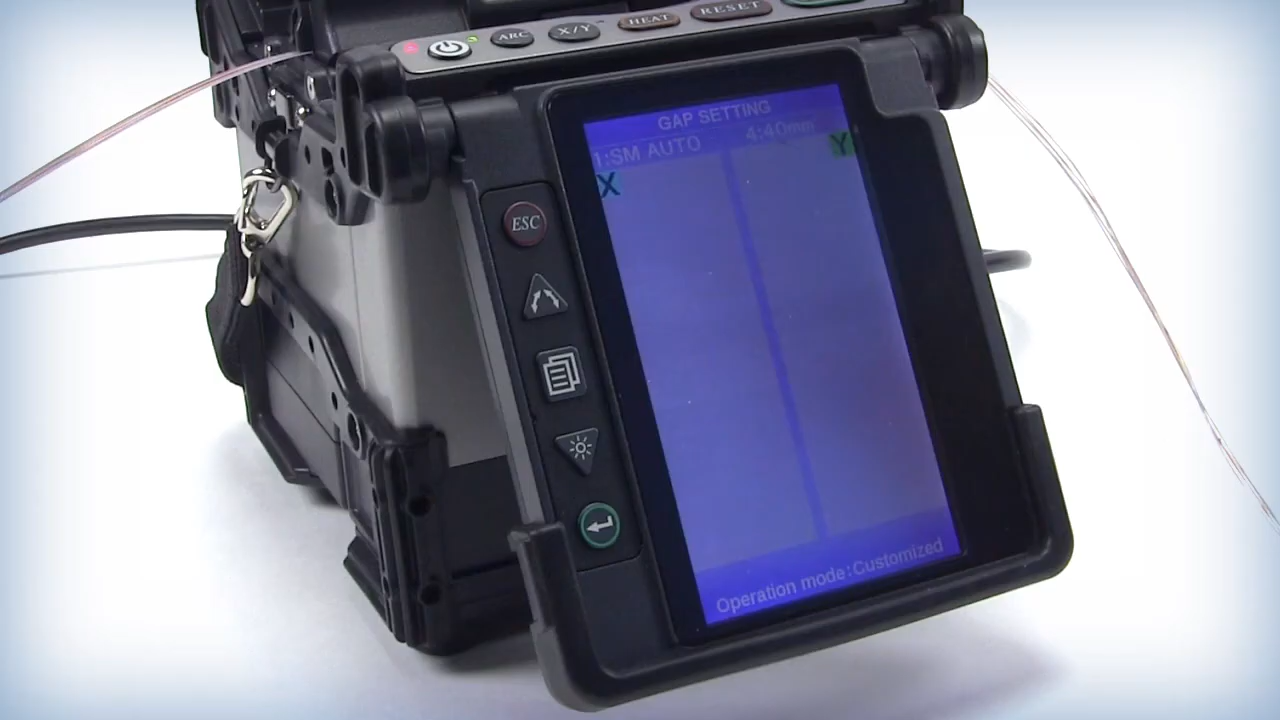 ARC X/Y HEAT RESET
GAP SETTING
1:SM AUTO 4:40mm
X Y
ESC
Operation mode:Customized